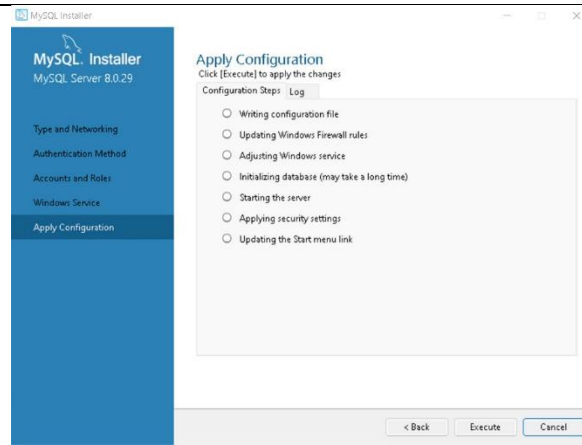 MySQL Installer
MySQL. Installer
MySQL Server 8.0.29
Type and Networking
Authentication Method
Accounts and Roles
Windows Service
Apply Configuration
Apply Configuration
Click [Execute] to apply the changes
Configuration Steps Log
Writing configuration file
Updating Windows Firewall rules
Adjusting Windows service
Initializing database (may take a long time)
Starting the server
Applying security settings
Updating the Start menu link
< Back Execute Cancel